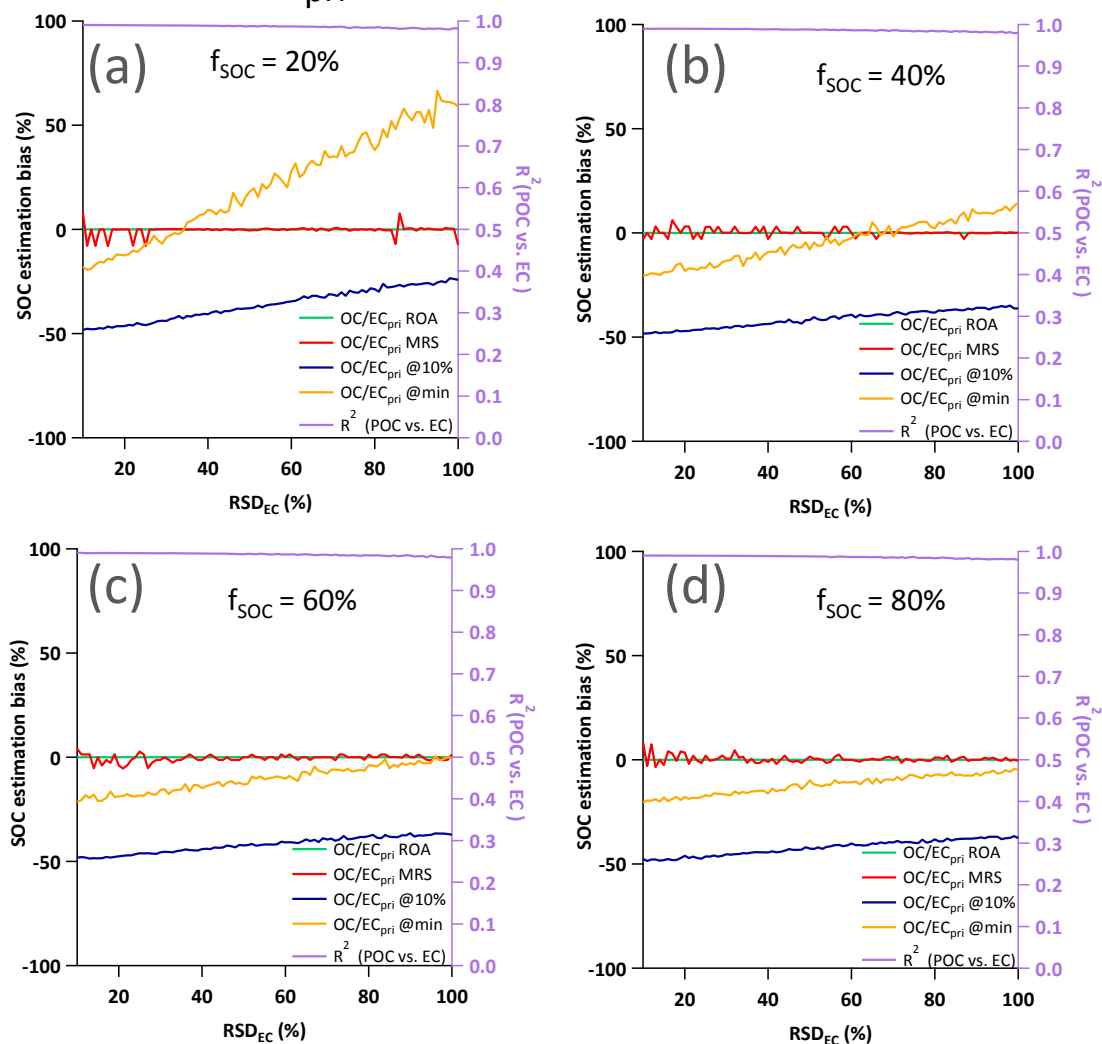 pri
(a)
f_SOC = 20%
SOC estimation bias (%)
100
50
0
-50
-100
20
40
60
80
100
RSD_EC (%)
1.0
0.9
0.8
0.7
0.6
0.5
0.4
0.3
0.2
0.1
0.0
R² (POC vs. EC )
OC/EC_pri ROA
OC/EC_pri MRS
OC/EC_pri @10%
OC/EC_pri @min
R² (POC vs. EC)
(b)
f_SOC = 40%
SOC estimation bias (%)
100
50
0
-50
-100
20
40
60
80
100
RSD_EC (%)
1.0
0.9
0.8
0.7
0.6
0.5
0.4
0.3
0.2
0.1
0.0
R² (POC vs. EC )
OC/EC_pri ROA
OC/EC_pri MRS
OC/EC_pri @10%
OC/EC_pri @min
R² (POC vs. EC)
(c)
f_SOC = 60%
SOC estimation bias (%)
100
50
0
-50
-100
20
40
60
80
100
RSD_EC (%)
1.0
0.9
0.8
0.7
0.6
0.5
0.4
0.3
0.2
0.1
0.0
R² (POC vs. EC )
OC/EC_pri ROA
OC/EC_pri MRS
OC/EC_pri @10%
OC/EC_pri @min
R² (POC vs. EC)
(d)
f_SOC = 80%
SOC estimation bias (%)
100
50
0
-50
-100
20
40
60
80
100
RSD_EC (%)
1.0
0.9
0.8
0.7
0.6
0.5
0.4
0.3
0.2
0.1
0.0
R² (POC vs. EC )
OC/EC_pri ROA
OC/EC_pri MRS
OC/EC_pri @10%
OC/EC_pri @min
R² (POC vs. EC)